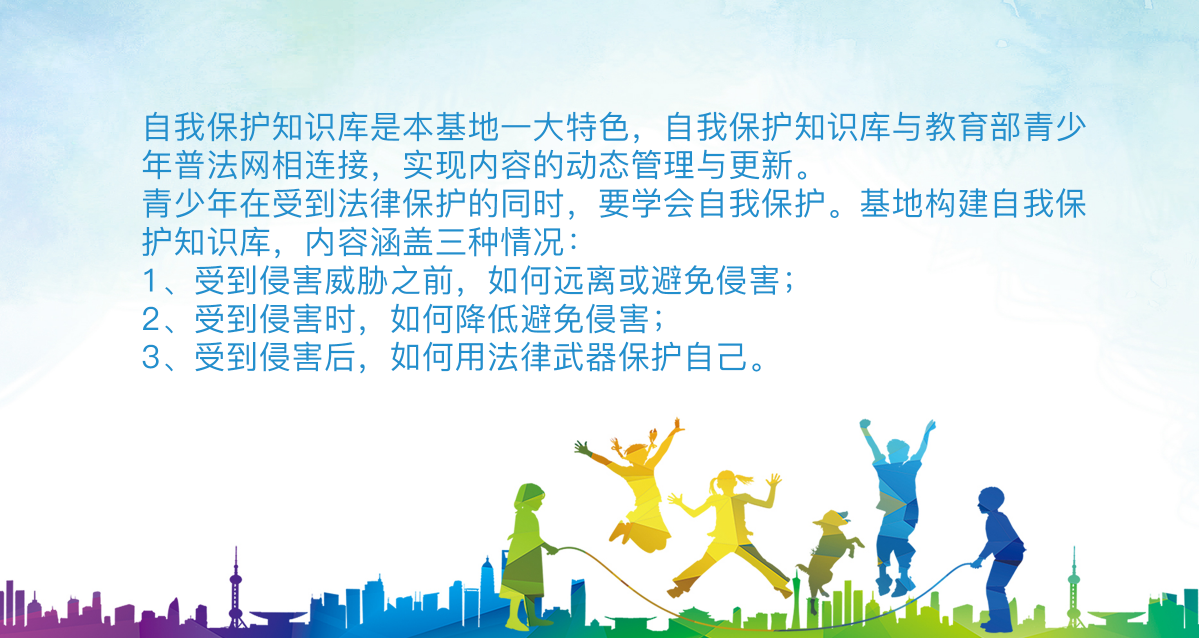 自我保护知识库是本基地一大特色，自我保护知识库与教育部青少
年普法网相连接，实现内容的动态管理与更新。
青少年在受到法律保护的同时，要学会自我保护。基地构建自我保
护知识库，内容涵盖三种情况：
1、受到侵害威胁之前，如何远离或避免侵害；
2、受到侵害时，如何降低避免侵害；
3、受到侵害后，如何用法律武器保护自己。